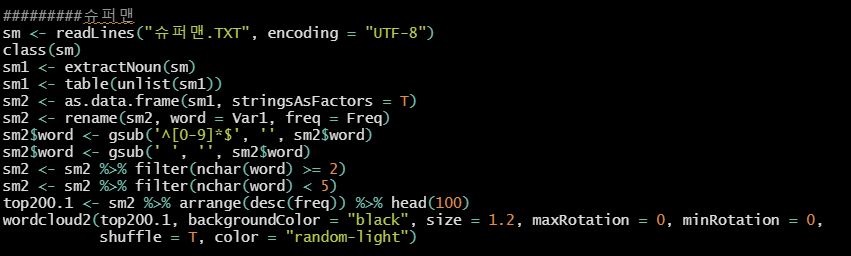 #########슈퍼맨
sm <- readLines("슈퍼맨.TXT", encoding = "UTF-8")
class(sm)
sm1 <- extractNoun(sm)
sm1 <- table(unlist(sm1))
sm2 <- as.data.frame(sm1, stringsAsFactors = T)
sm2 <- rename(sm2, word = Var1, freq = Freq)
sm2$word <- gsub('^[0-9]*$', '', sm2$word)
sm2$word <- gsub(' ', '', sm2$word)
sm2 <- sm2 %>% filter(nchar(word) >= 2)
sm2 <- sm2 %>% filter(nchar(word) < 5)
top200.1 <- sm2 %>% arrange(desc(freq)) %>% head(100)
wordcloud2(top200.1, backgroundColor = "black", size = 1.2, maxRotation = 0, minRotation = 0,
shuffle = T, color = "random-light")